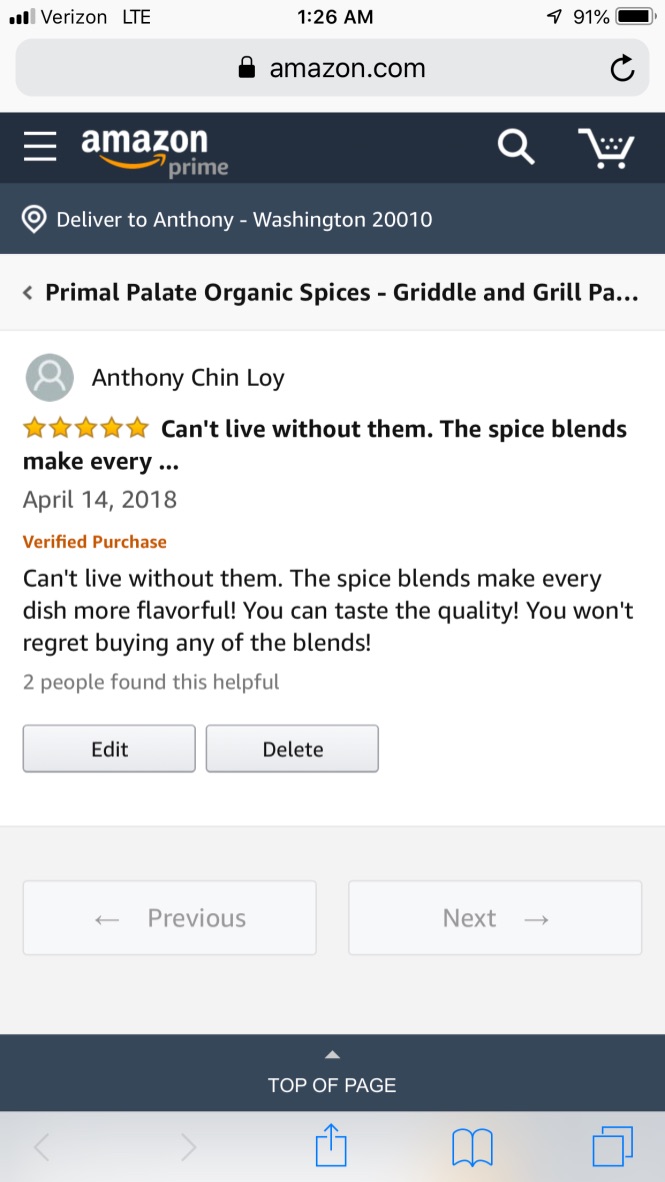 Verizon LTE 1:26 AM 91%
amazon.com
amazon
prime
Deliver to Anthony - Washington 20010
Primal Palate Organic Spices - Griddle and Grill Pa...
Anthony Chin Loy
Can't live without them. The spice blends
make every ...
April 14, 2018
Verified Purchase
Can't live without them. The spice blends make every
dish more flavorful! You can taste the quality! You won't
regret buying any of the blends!
2 people found this helpful
Edit Delete
← Previous Next →
TOP OF PAGE